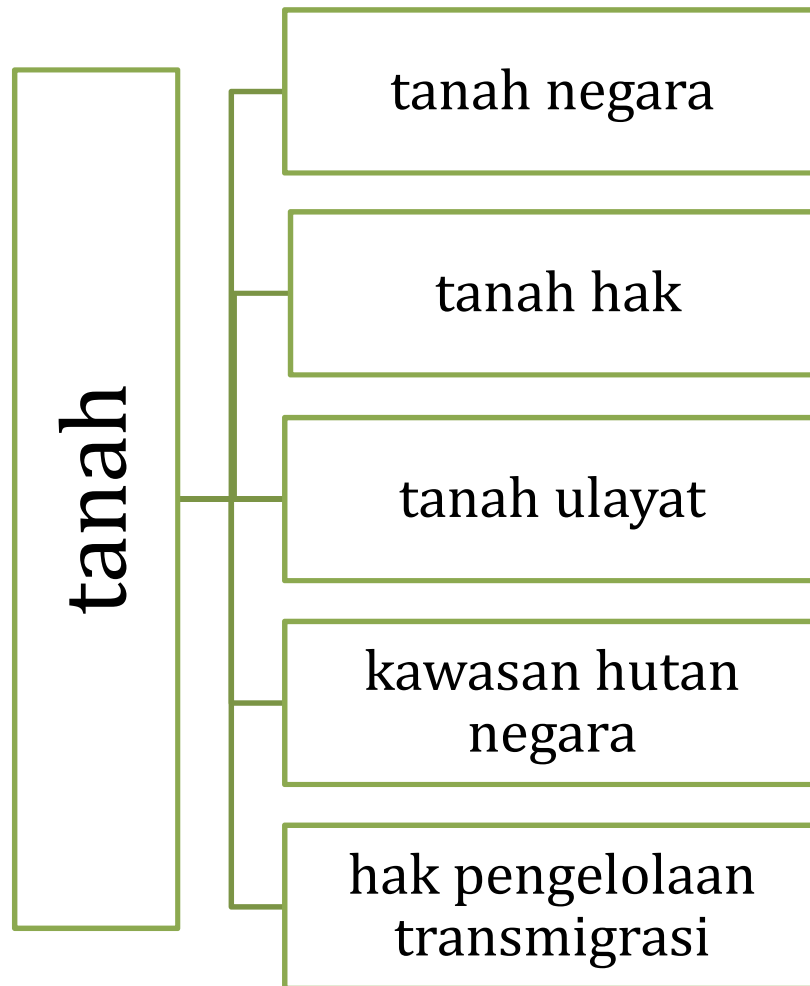 tanah
tanah negara
tanah hak
tanah ulayat
kawasan hutan
negara
hak pengelolaan
transmigrasi